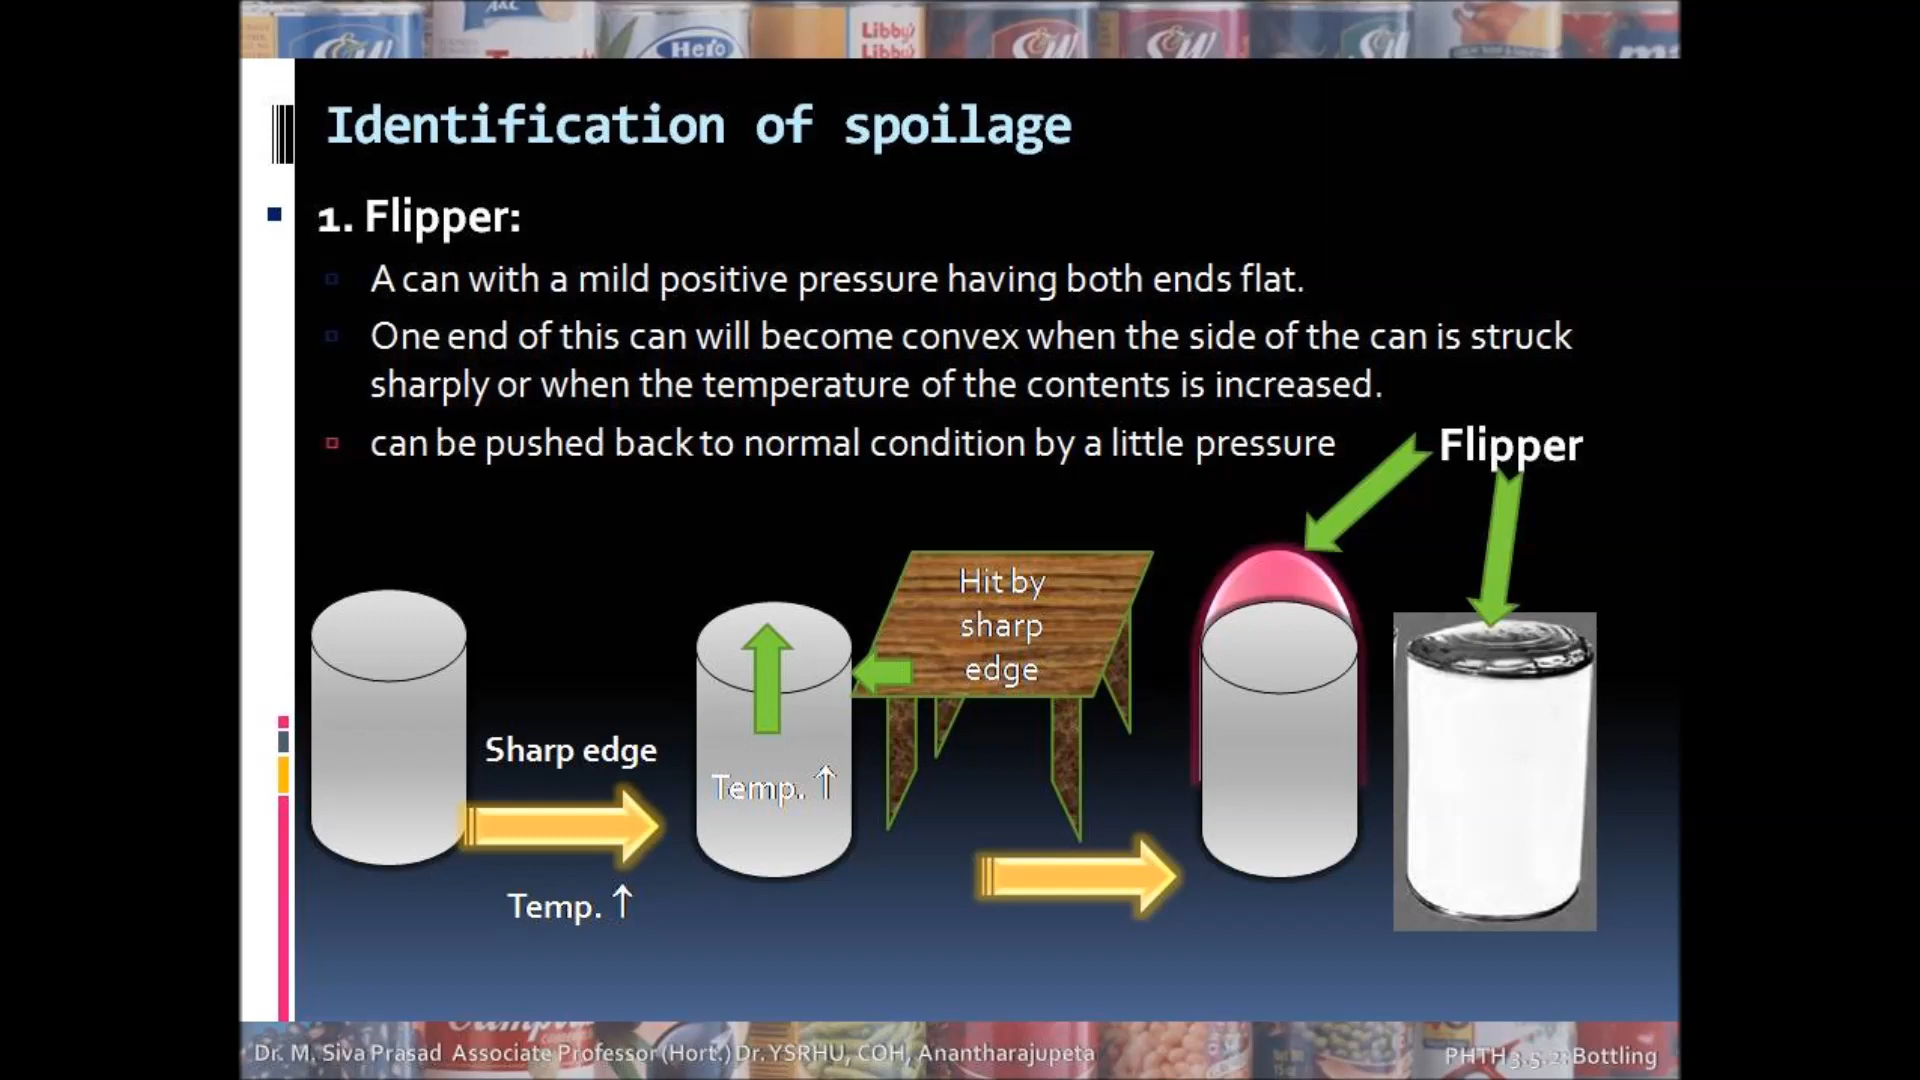 A&C
Libby's
Libby's
Hero
S&W
S&W
S&W
Identification of spoilage
1. Flipper:
A can with a mild positive pressure having both ends flat.
One end of this can will become convex when the side of the can is struck
sharply or when the temperature of the contents is increased.
can be pushed back to normal condition by a little pressure
Flipper
Hit by
sharp
edge
Sharp edge
Temp. ↑
Temp. ↑
Dr. M. Siva Prasad Associate Professor (Hort.) Dr. YSRHU, COH, Anantharajupeta
PHTH 3.5.2: Bottling